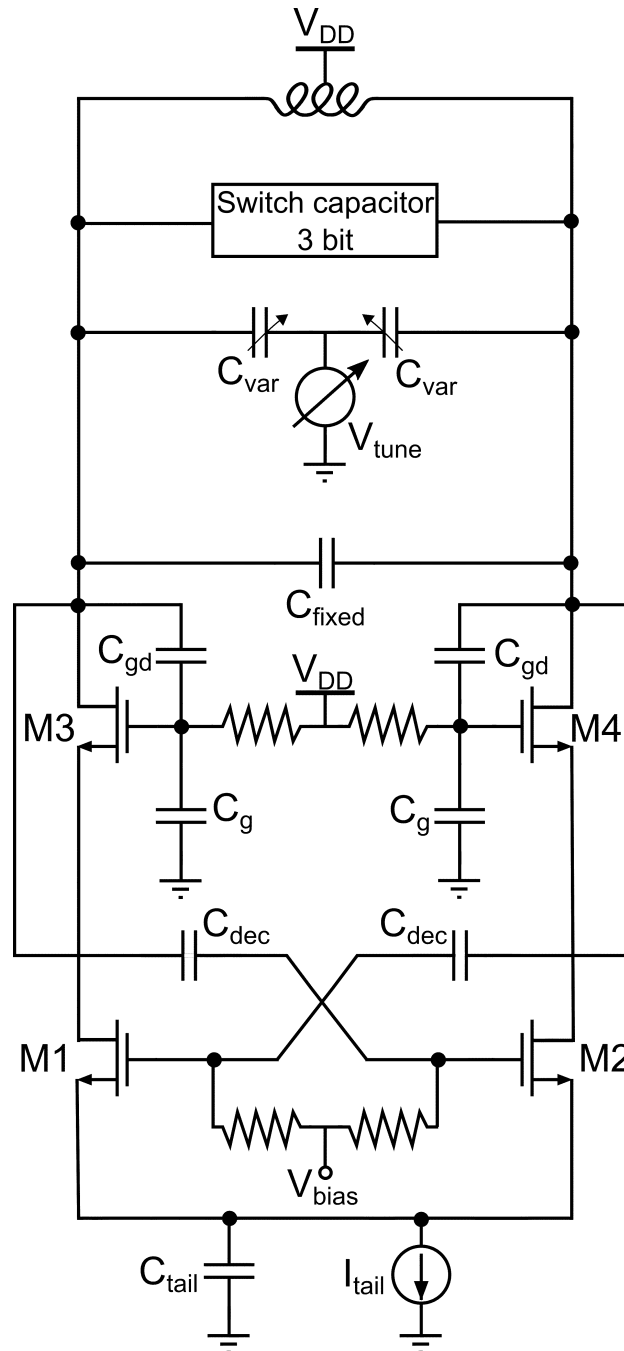 VDD
Switch capacitor
3 bit
Cvar
Cvar
Vtune
Cfixed
Cgd
VDD
Cgd
M3
M4
Cg
Cg
Cdec
Cdec
M1
M2
Vbias
Ctail
Itail